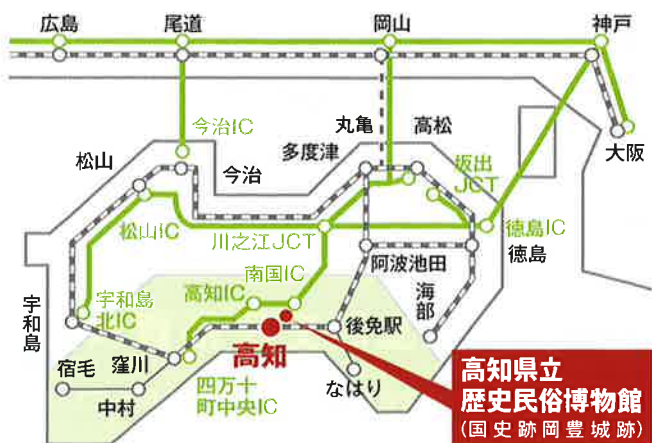 広島
尾道
岡山
神戸
今治IC
丸亀
高松
大阪
松山
今治
多度津
坂出
JCT
松山IC
川之江JCT
徳島IC
徳島
阿波池田
南国IC
高知IC
海部
宇和島
宇和島
北IC
後免駅
高知
宿毛
窪川
中村
四万十
町中央IC
なはり
高知県立
歴史民俗博物館
(国史跡岡豊城跡)